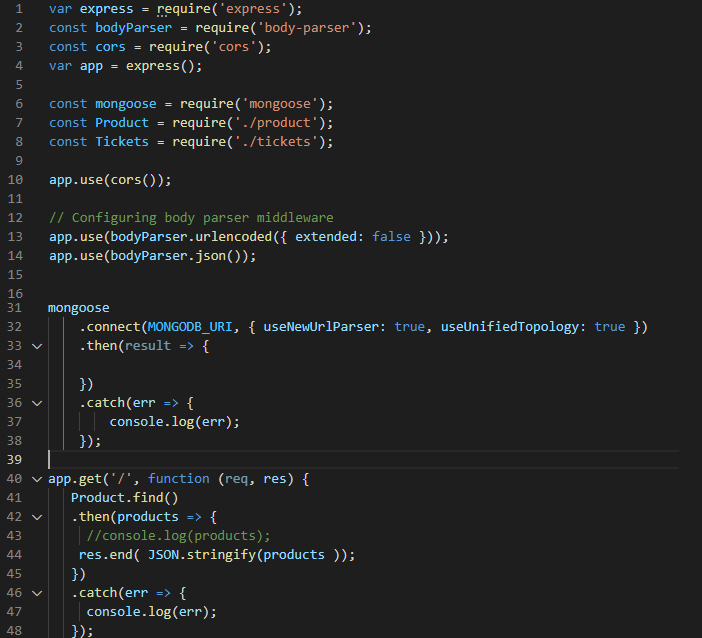 1 var express = require('express');
2 const bodyParser = require('body-parser');
3 const cors = require('cors');
4 var app = express();
5
6 const mongoose = require('mongoose');
7 const Product = require('./product');
8 const Tickets = require('./tickets');
9
10 app.use(cors());
11
12 // Configuring body parser middleware
13 app.use(bodyParser.urlencoded({ extended: false }));
14 app.use(bodyParser.json());
15
16
31 mongoose
32     .connect(MONGODB_URI, { useNewUrlParser: true, useUnifiedTopology: true })
33     .then(result => {
34
35     })
36     .catch(err => {
37         console.log(err);
38     });
39
40 app.get('/', function (req, res) {
41    Product.find()
42    .then(products => {
43      //console.log(products);
44     res.end( JSON.stringify(products ));
45    })
46    .catch(err => {
47      console.log(err);
48    });